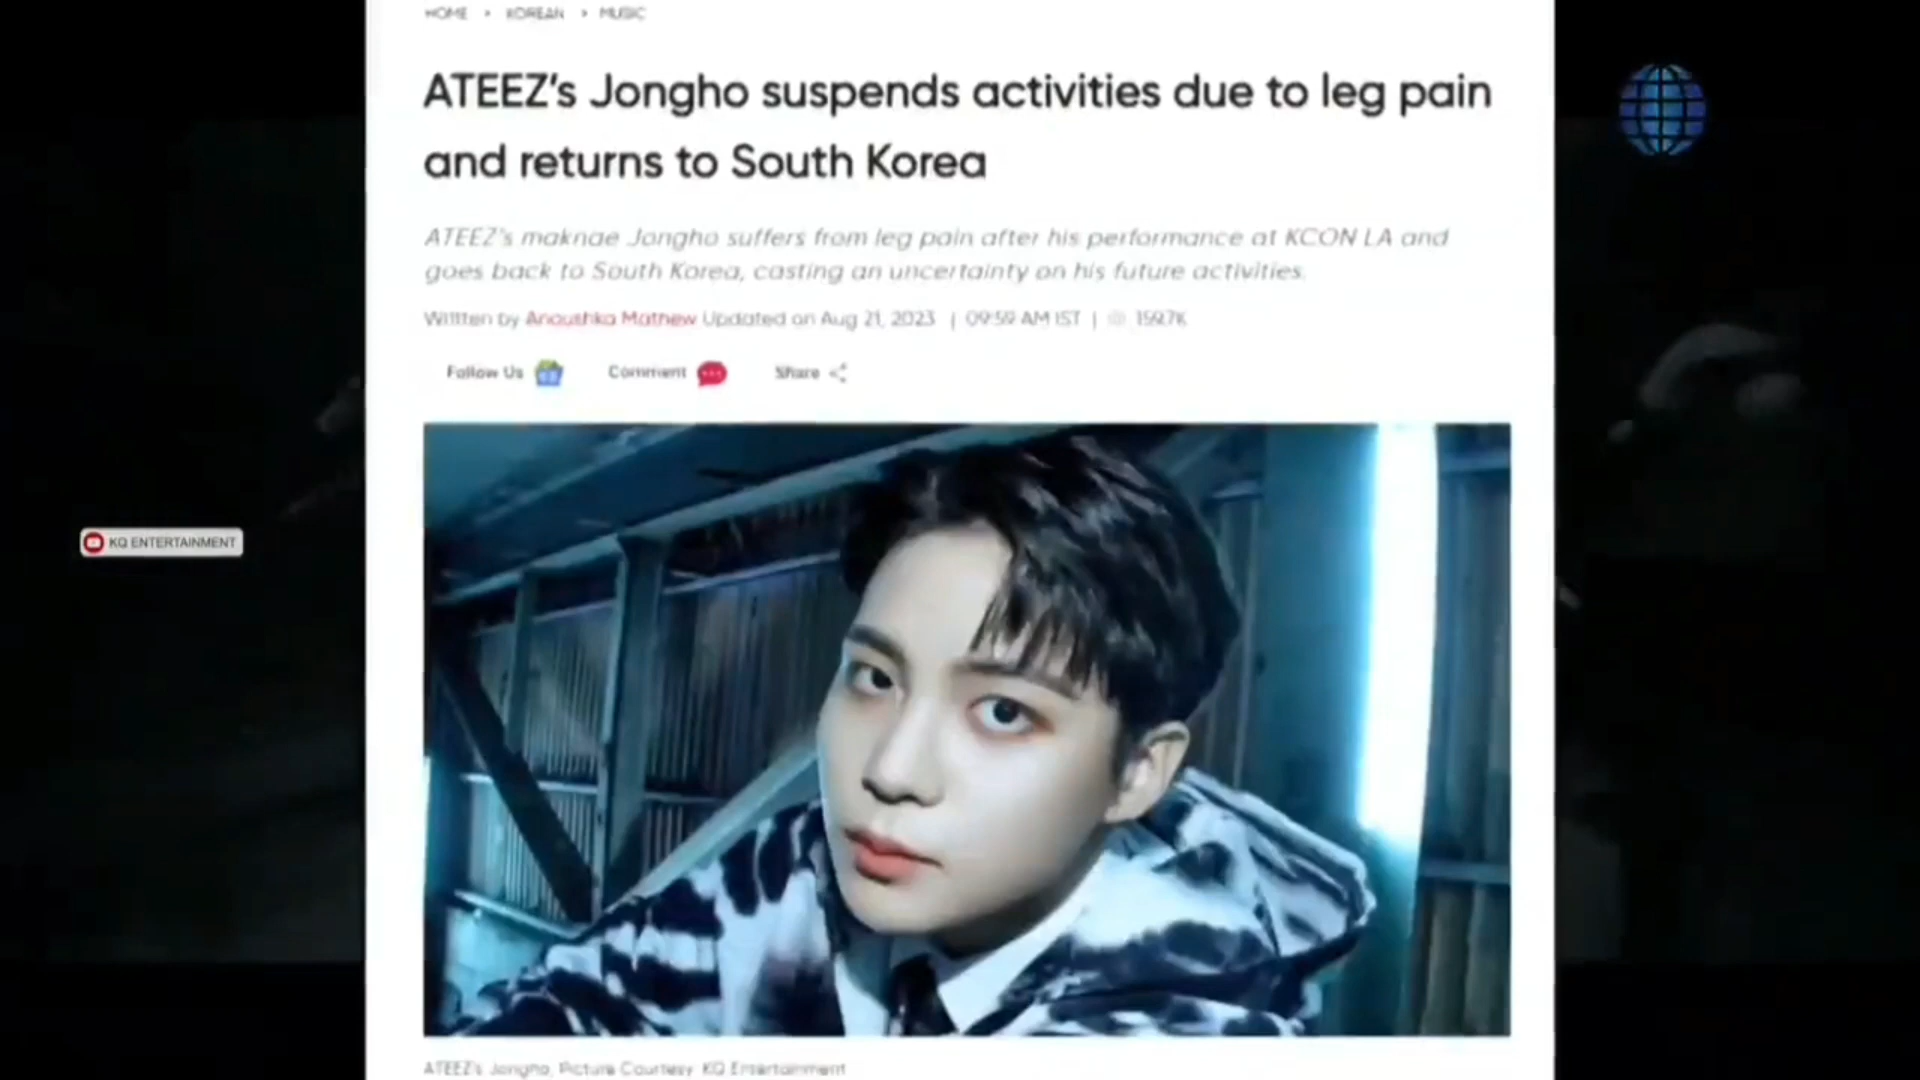 HOME > KOREAN > MUSIC
ATEEZ's Jongho suspends activities due to leg pain
and returns to South Korea
ATEEZ's maknae Jongho suffers from leg pain after his performance at KCON LA and
goes back to South Korea, casting an uncertainty on his future activities.
Written by Anoushka Mathew Updated on Aug 21, 2023 | 09:59 AM IST | 159.7K
Follow Us Comment Share
KQ ENTERTAINMENT
ATEEZ's Jongho, Picture Courtesy: KQ Entertainment